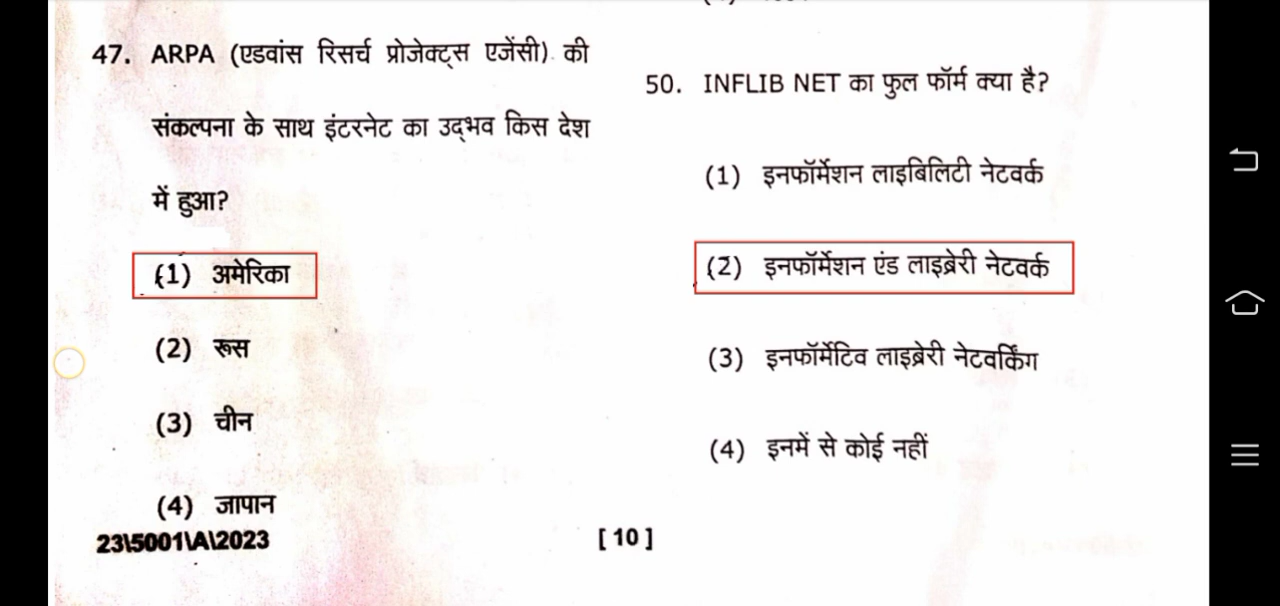 47. ARPA (एडवांस रिसर्च प्रोजेक्ट्स एजेंसी) की
संकल्पना के साथ इंटरनेट का उद्भव किस देश
में हुआ?
(1) अमेरिका
(2) रूस
(3) चीन
(4) जापान
23\5001\A\2023
[ 10 ]
50. INFLIB NET का फुल फॉर्म क्या है?
(1) इनफॉर्मेशन लाइबिलिटी नेटवर्क
(2) इनफॉर्मेशन एंड लाइब्रेरी नेटवर्क
(3) इनफॉर्मेटिव लाइब्रेरी नेटवर्किंग
(4) इनमें से कोई नहीं